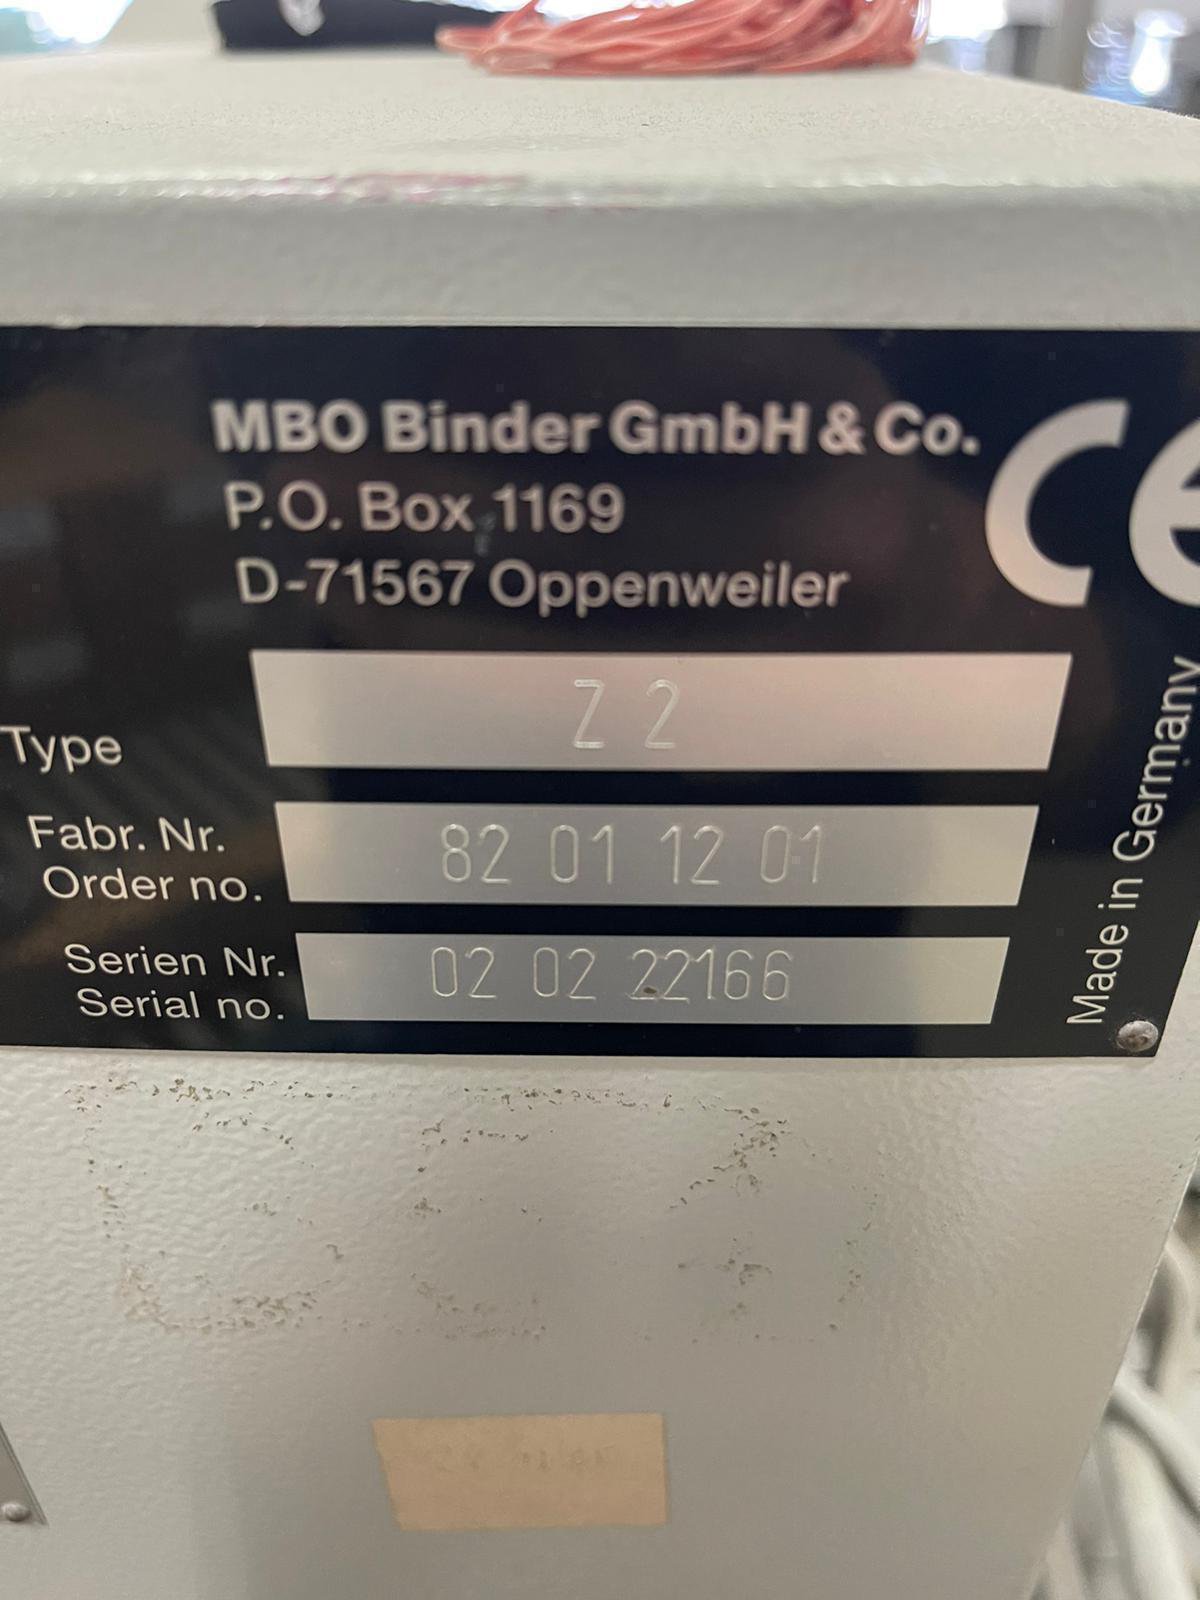 MBO Binder GmbH & Co.
P.O. Box 1169
D-71567 Oppenweiler
CE
Type Z 2
Fabr. Nr.
Order no. 82 01 12 01
Serien Nr.
Serial no. 02 02 22166
Made in Germany